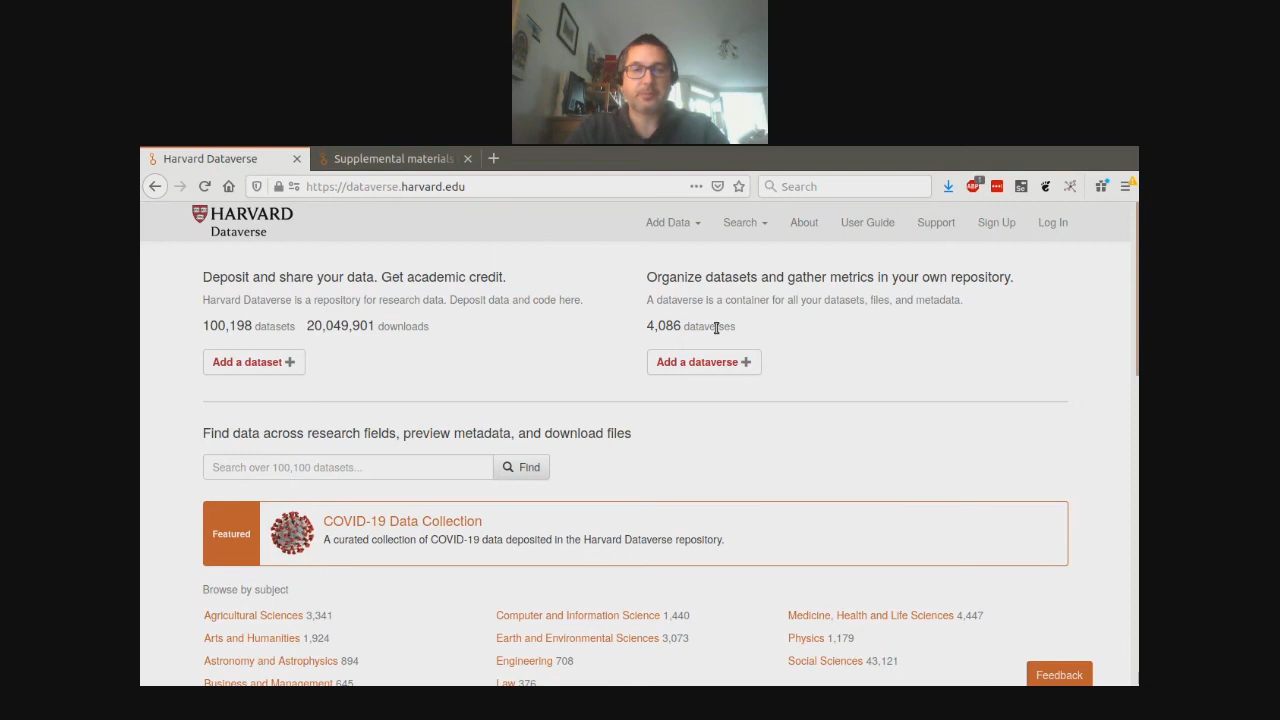 Harvard Dataverse
Supplemental materials
https://dataverse.harvard.edu
Search
HARVARD
Dataverse
Add Data
Search
About
User Guide
Support
Sign Up
Log In
Deposit and share your data. Get academic credit.
Harvard Dataverse is a repository for research data. Deposit data and code here.
100,198 datasets 20,049,901 downloads
Add a dataset
Organize datasets and gather metrics in your own repository.
A dataverse is a container for all your datasets, files, and metadata.
4,086 dataverses
Add a dataverse
Find data across research fields, preview metadata, and download files
Search over 100,100 datasets...
Find
Featured
COVID-19 Data Collection
A curated collection of COVID-19 data deposited in the Harvard Dataverse repository.
Browse by subject
Agricultural Sciences 3,341
Arts and Humanities 1,924
Astronomy and Astrophysics 894
Business and Management 645
Computer and Information Science 1,440
Earth and Environmental Sciences 3,073
Engineering 708
Law 376
Medicine, Health and Life Sciences 4,447
Physics 1,179
Social Sciences 43,121
Feedback